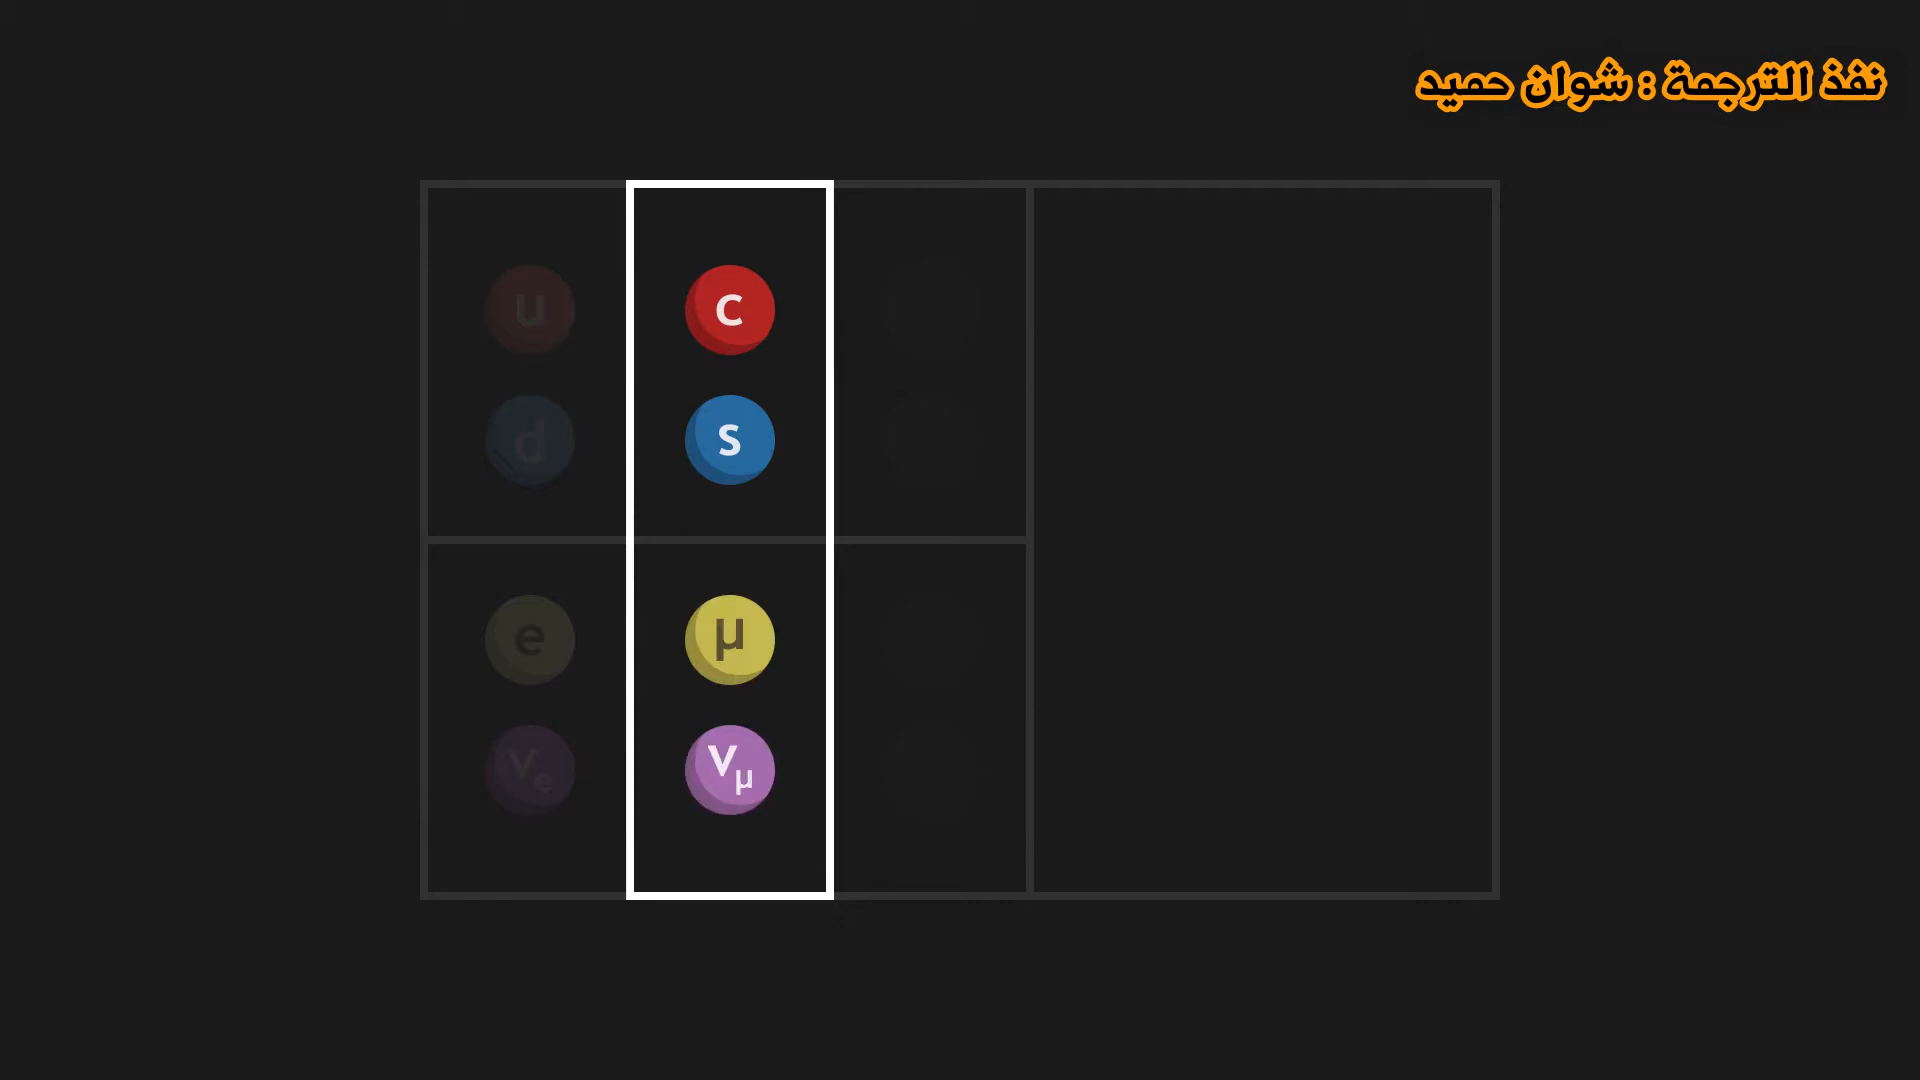 نفذ الترجمة : شوان حميد
u c
d s
e μ
νe νμ